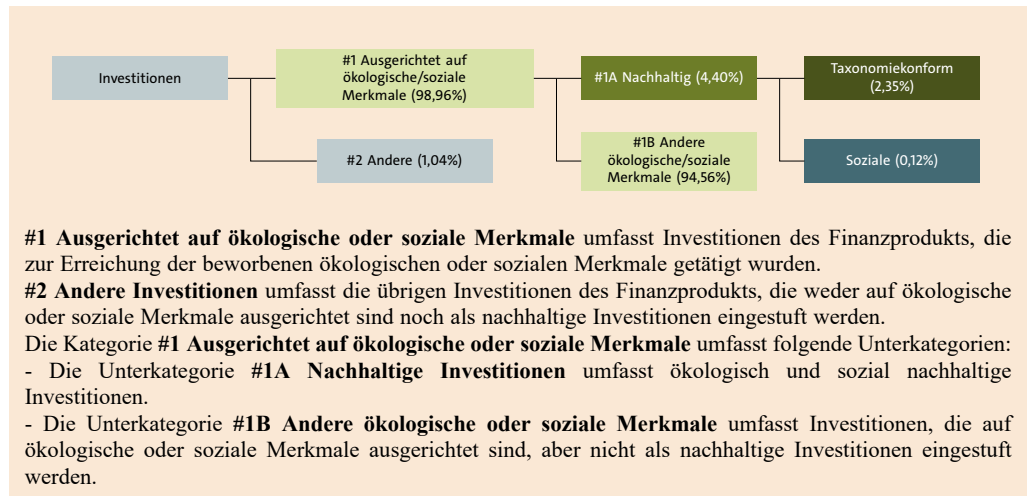 Investitionen
#1 Ausgerichtet auf
ökologische/soziale
Merkmale (98,96%)
#1A Nachhaltig (4,40%)
Taxonomiekonform
(2,35%)
#2 Andere (1,04%)
#1B Andere
ökologische/soziale
Merkmale (94,56%)
Soziale (0,12%)
#1 Ausgerichtet auf ökologische oder soziale Merkmale umfasst Investitionen des Finanzprodukts, die
zur Erreichung der beworbenen ökologischen oder sozialen Merkmale getätigt wurden.
#2 Andere Investitionen umfasst die übrigen Investitionen des Finanzprodukts, die weder auf ökologische
oder soziale Merkmale ausgerichtet sind noch als nachhaltige Investitionen eingestuft werden.
Die Kategorie #1 Ausgerichtet auf ökologische oder soziale Merkmale umfasst folgende Unterkategorien:
- Die Unterkategorie #1A Nachhaltige Investitionen umfasst ökologisch und sozial nachhaltige
Investitionen.
- Die Unterkategorie #1B Andere ökologische oder soziale Merkmale umfasst Investitionen, die auf
ökologische oder soziale Merkmale ausgerichtet sind, aber nicht als nachhaltige Investitionen eingestuft
werden.